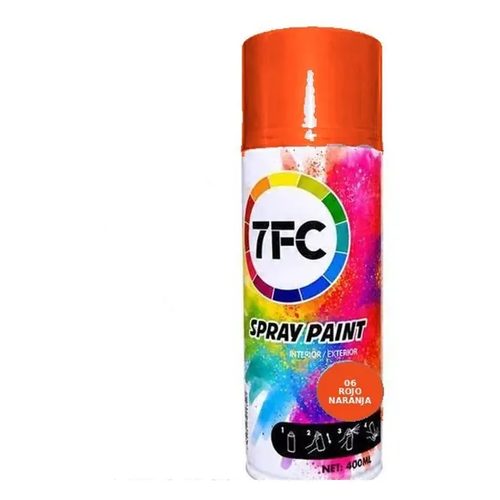 7FC
SPRAY PAINT
INTERIOR / EXTERIOR
06
ROJO
NARANJA
1 2 3 4
NET: 400ML